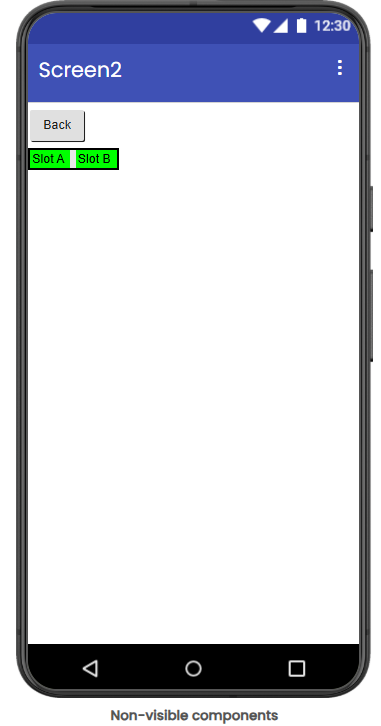 12:30
Screen2
Back
Slot A Slot B
Non-visible components